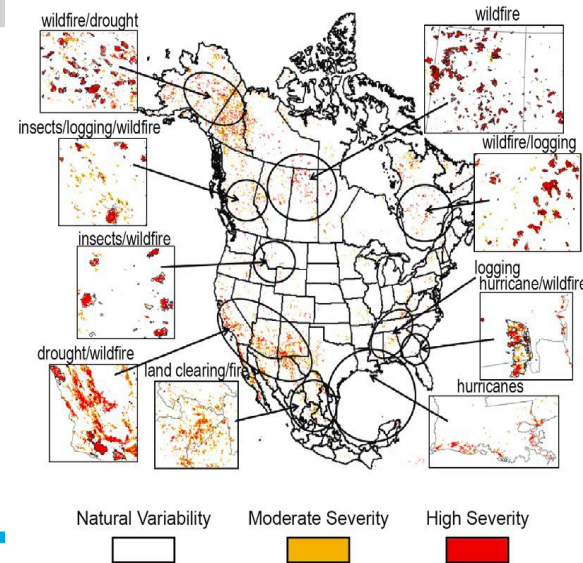 wildfire/drought
wildfire
insects/logging/wildfire
wildfire/logging
insects/wildfire
logging
hurricane/wildfire
drought/wildfire
land clearing/fire
hurricanes
Natural Variability Moderate Severity High Severity